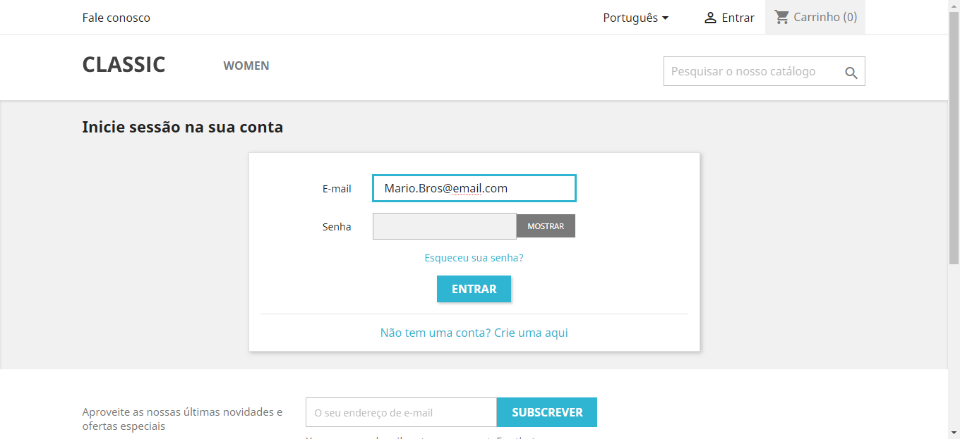 Fale conosco
Português
Entrar
Carrinho (0)
CLASSIC
WOMEN
Pesquisar o nosso catálogo
Inicie sessão na sua conta
E-mail
Mario.Bros@email.com
Senha
MOSTRAR
Esqueceu sua senha?
ENTRAR
Não tem uma conta? Crie uma aqui
Aproveite as nossas últimas novidades e
ofertas especiais
O seu endereço de e-mail
SUBSCREVER